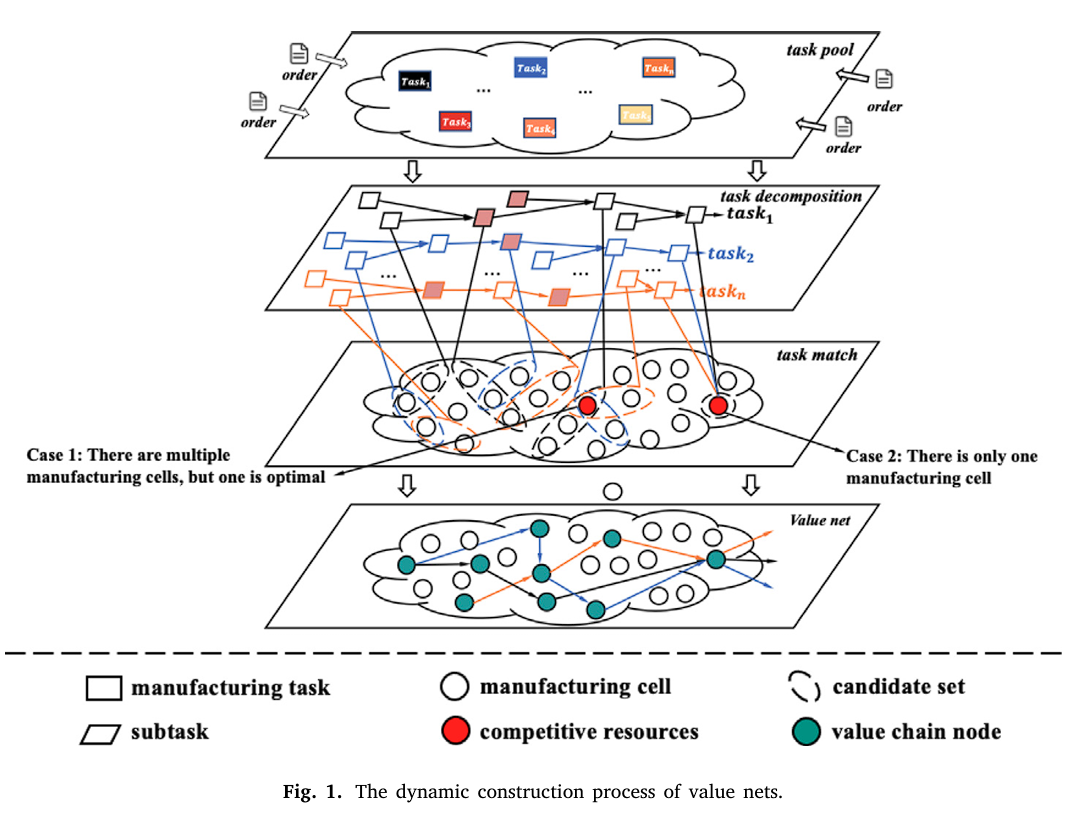 task pool
order
order
order
order
Task1
Task2
Taskn
Task3
Task
Task
...
...
task decomposition
task1
task2
...
...
...
...
taskn
task match
Case 1: There are multiple
manufacturing cells, but one is optimal
Case 2: There is only one
manufacturing cell
Value net
manufacturing task
manufacturing cell
candidate set
subtask
competitive resources
value chain node
Fig. 1. The dynamic construction process of value nets.